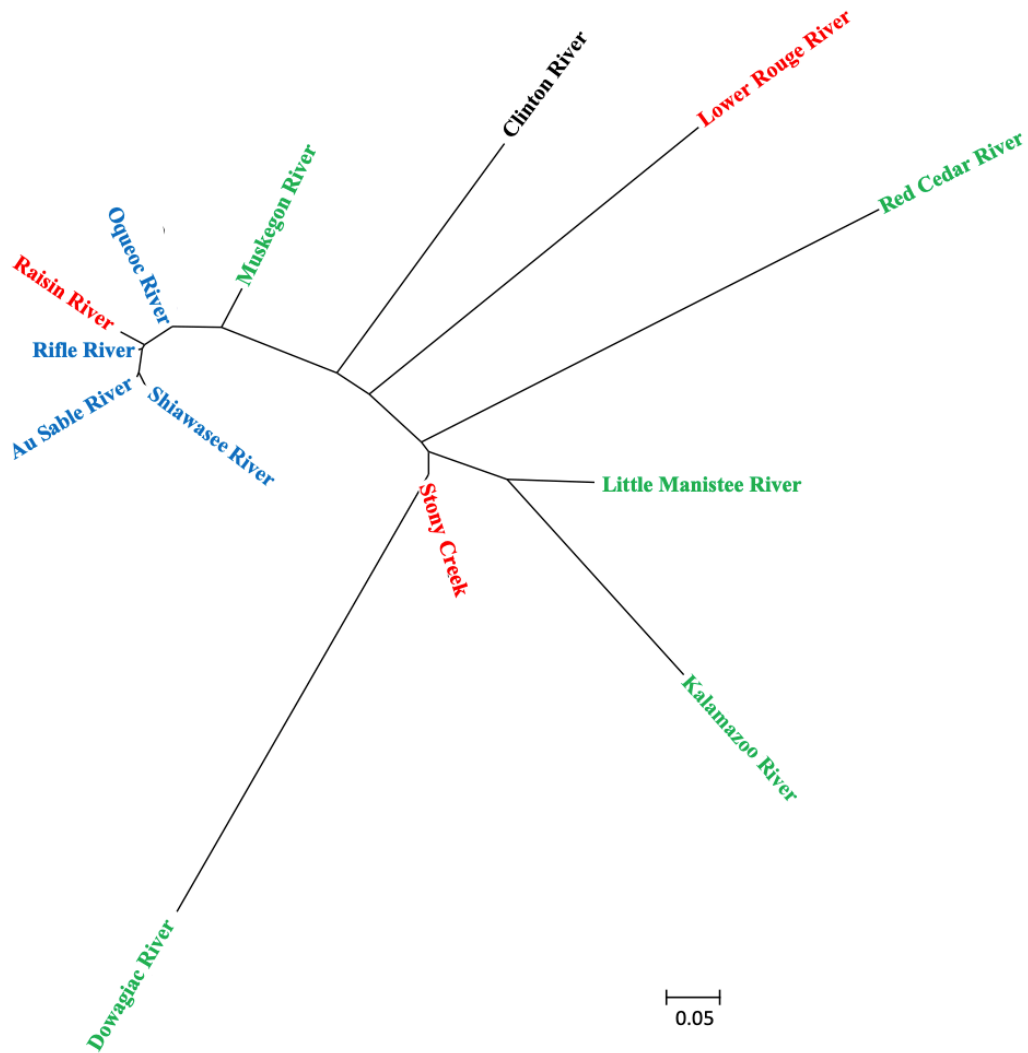 Clinton River
Lower Rouge River
Red Cedar River
Muskegon River
Oqueoc River
Raisin River
Rifle River
Au Sable River
Shiawasee River
Little Manistee River
Stony Creek
Kalamazoo River
Dowagiac River
0.05